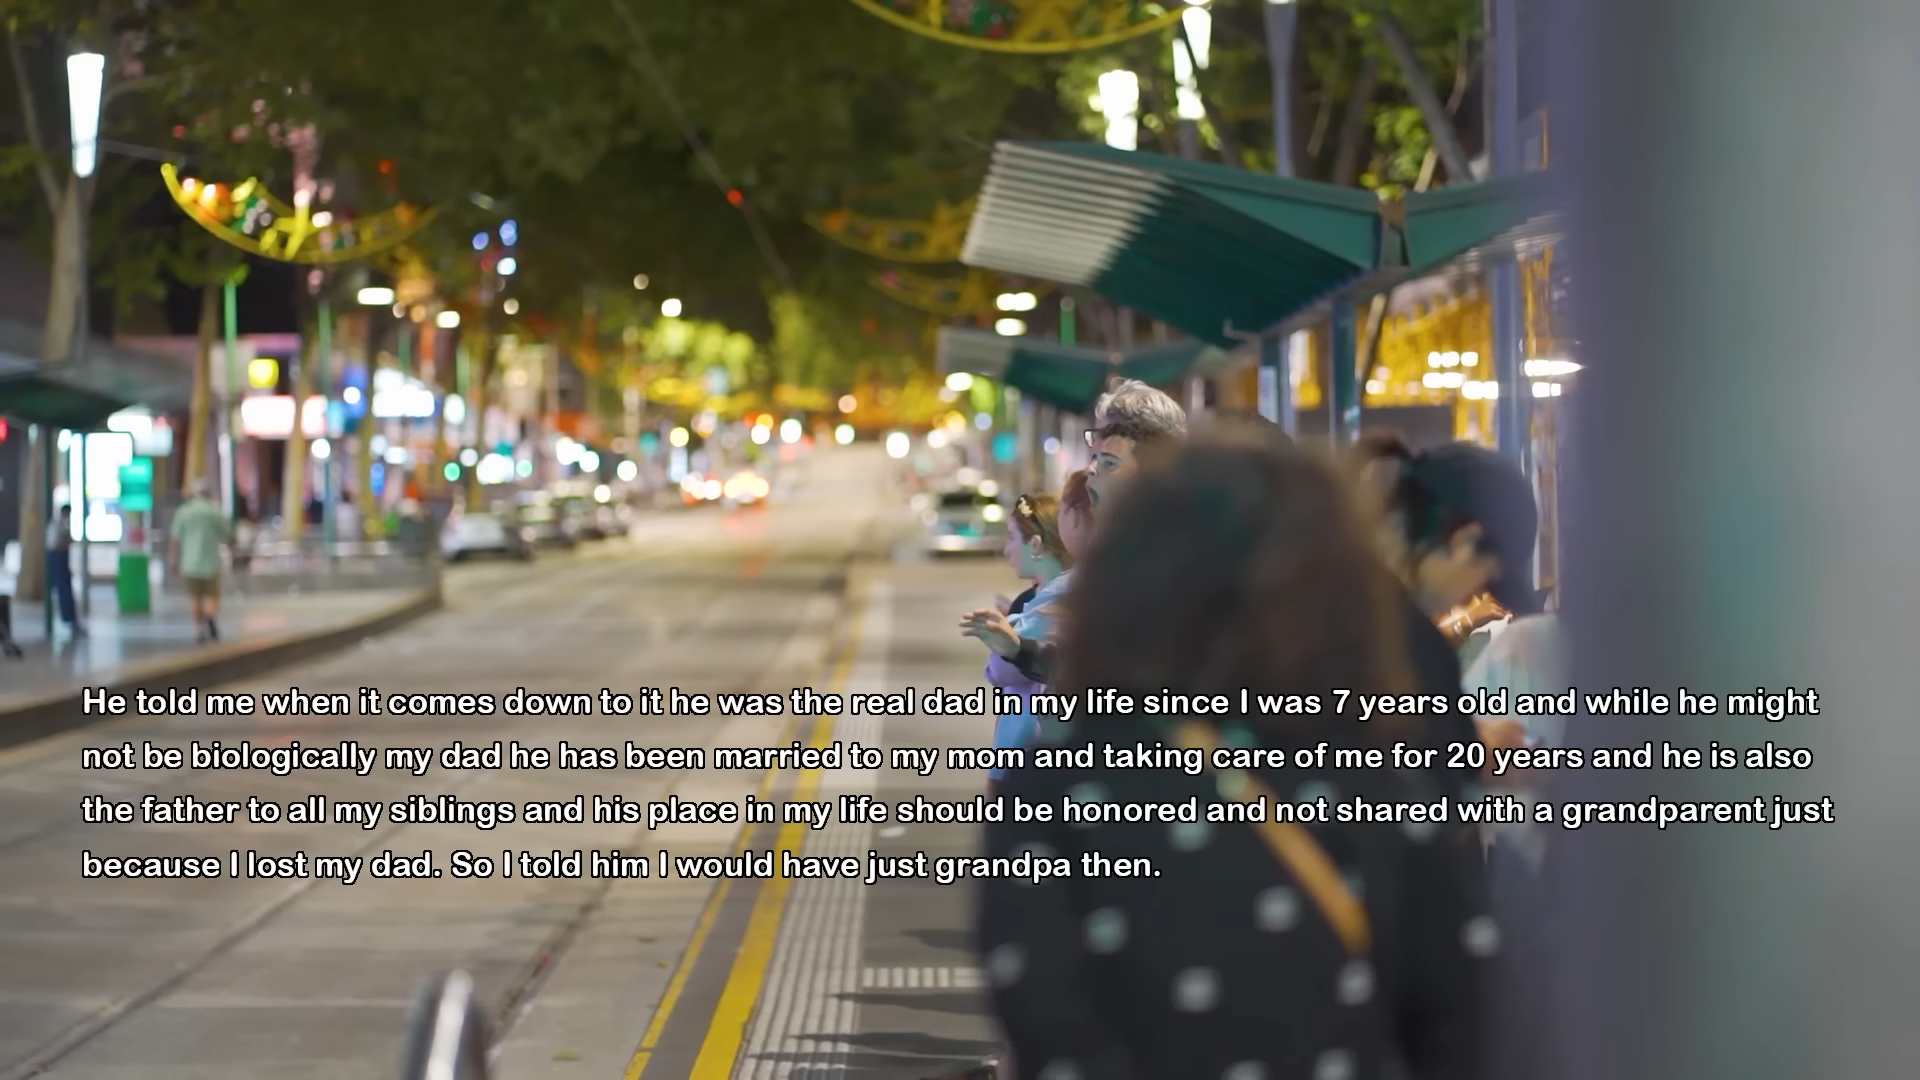 He told me when it comes down to it he was the real dad in my life since I was 7 years old and while he might
not be biologically my dad he has been married to my mom and taking care of me for 20 years and he is also
the father to all my siblings and his place in my life should be honored and not shared with a grandparent just
because I lost my dad. So I told him I would have just grandpa then.